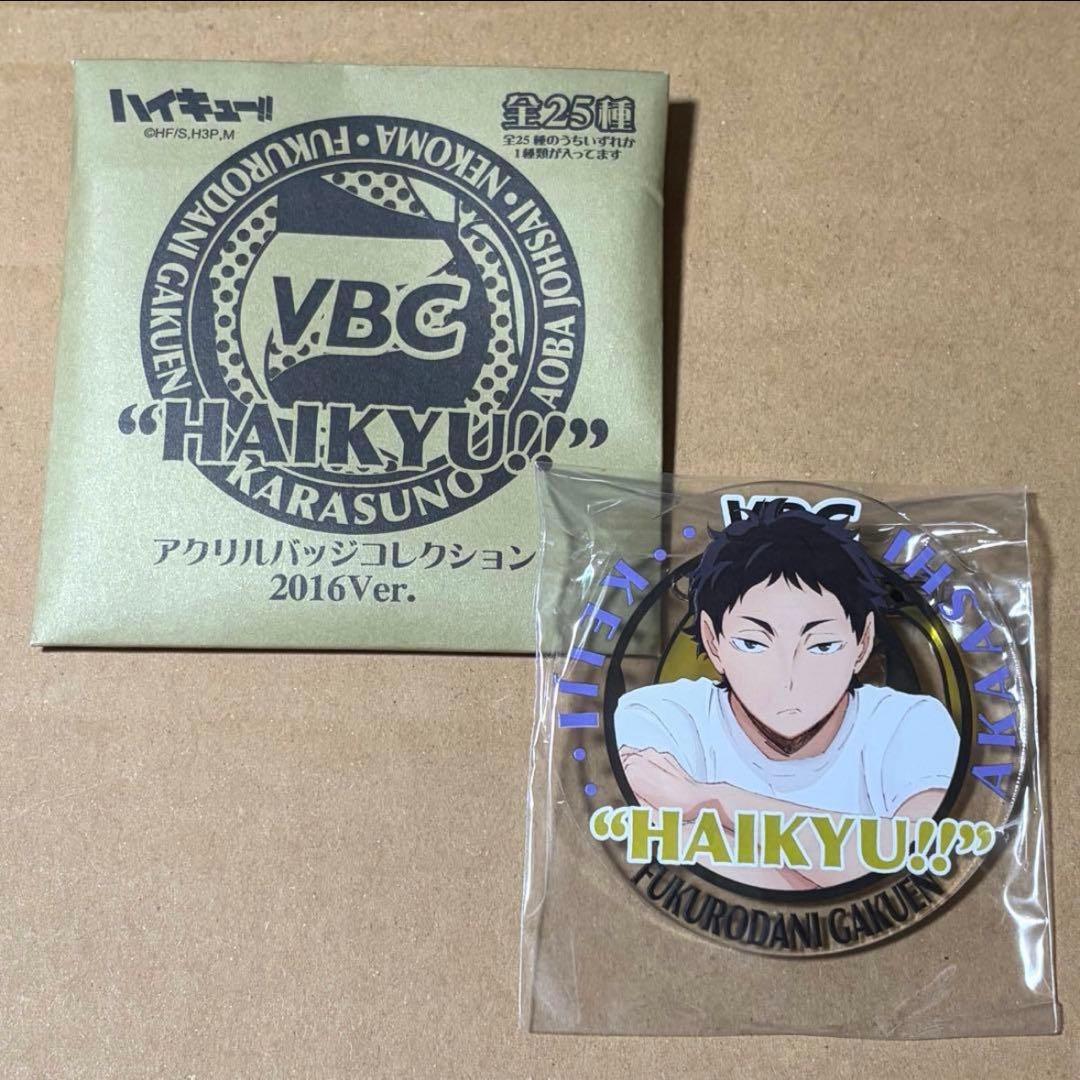 ハイキュー!!
©HF/S,H3P,M
全25種
全25種のうちいずれか
1種類が入ってます
FUKURODANI GAKUEN・NEKOMA・AOBA JOHSAI・
VBC
“HAIKYU!!”
KARASUNO
アクリルバッジコレクション
2016Ver.
VBC
AKAASHI
KEIJI
“HAIKYU!!”
FUKURODANI GAKUEN